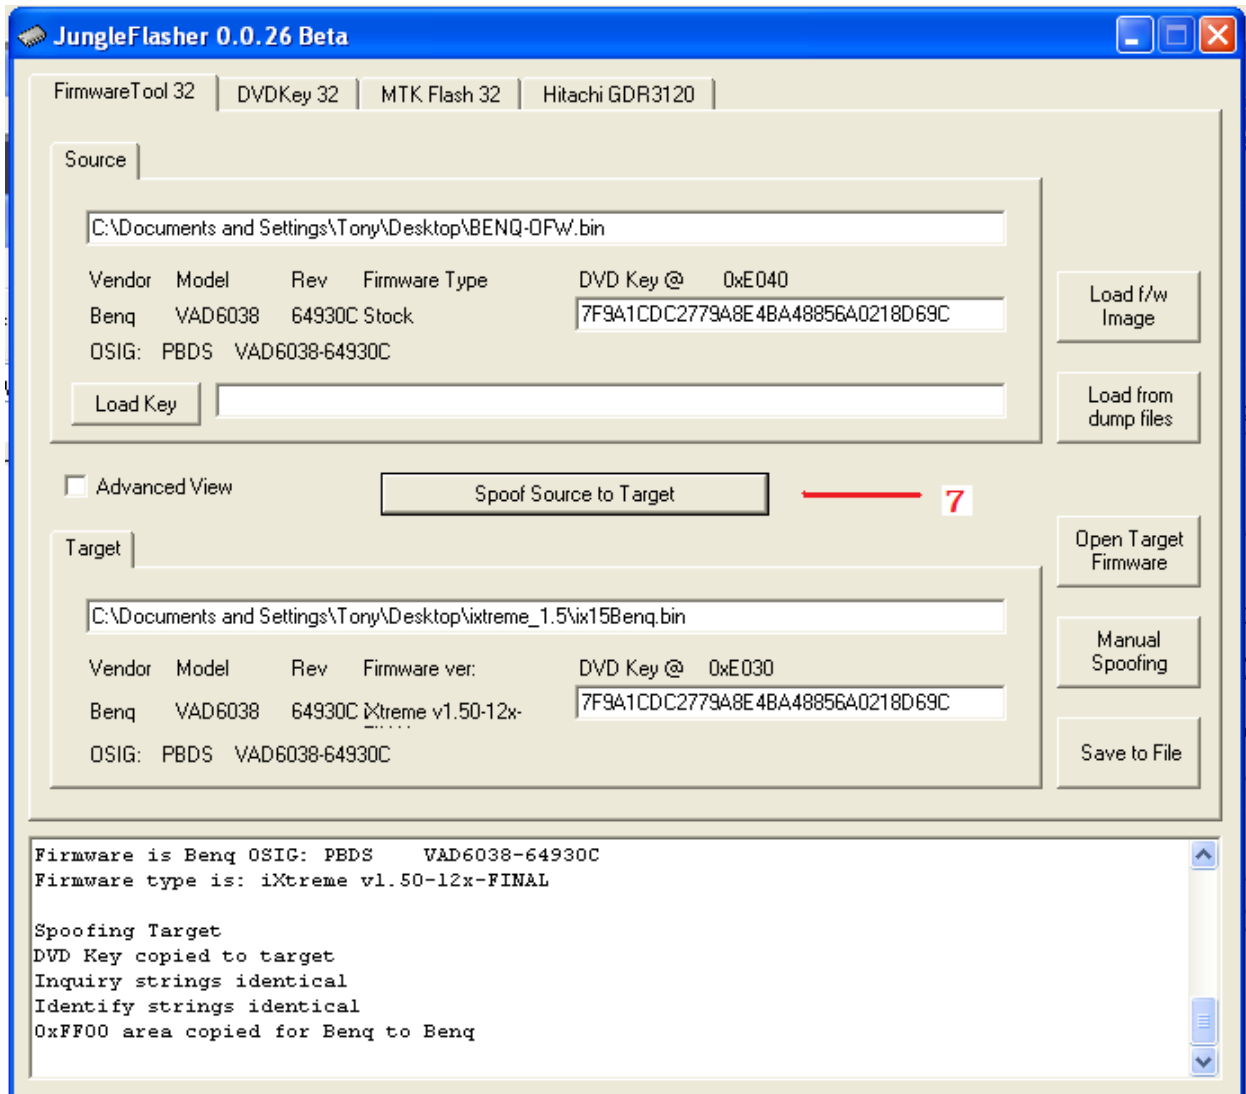 JungleFlasher 0.0.26 Beta
FirmwareTool 32
DVDKey 32
MTK Flash 32
Hitachi GDR3120
Source
C:\Documents and Settings\Tony\Desktop\BENQ-OFW.bin
Vendor Model Rev Firmware Type DVD Key @ 0xE040
Benq VAD6038 64930C Stock 7F9A1CDC2779A8E4BA48856A0218D69C
OSIG: PBDS VAD6038-64930C
Load Key
Load f/w
Image
Load from
dump files
Advanced View
Spoof Source to Target
7
Target
C:\Documents and Settings\Tony\Desktop\ixtreme_1.5\ix15Benq.bin
Vendor Model Rev Firmware ver: DVD Key @ 0xE030
Benq VAD6038 64930C iXtreme v1.50-12x- 7F9A1CDC2779A8E4BA48856A0218D69C
OSIG: PBDS VAD6038-64930C
Open Target
Firmware
Manual
Spoofing
Save to File
Firmware is Benq OSIG: PBDS VAD6038-64930C
Firmware type is: iXtreme v1.50-12x-FINAL
Spoofing Target
DVD Key copied to target
Inquiry strings identical
Identify strings identical
0xFF00 area copied for Benq to Benq